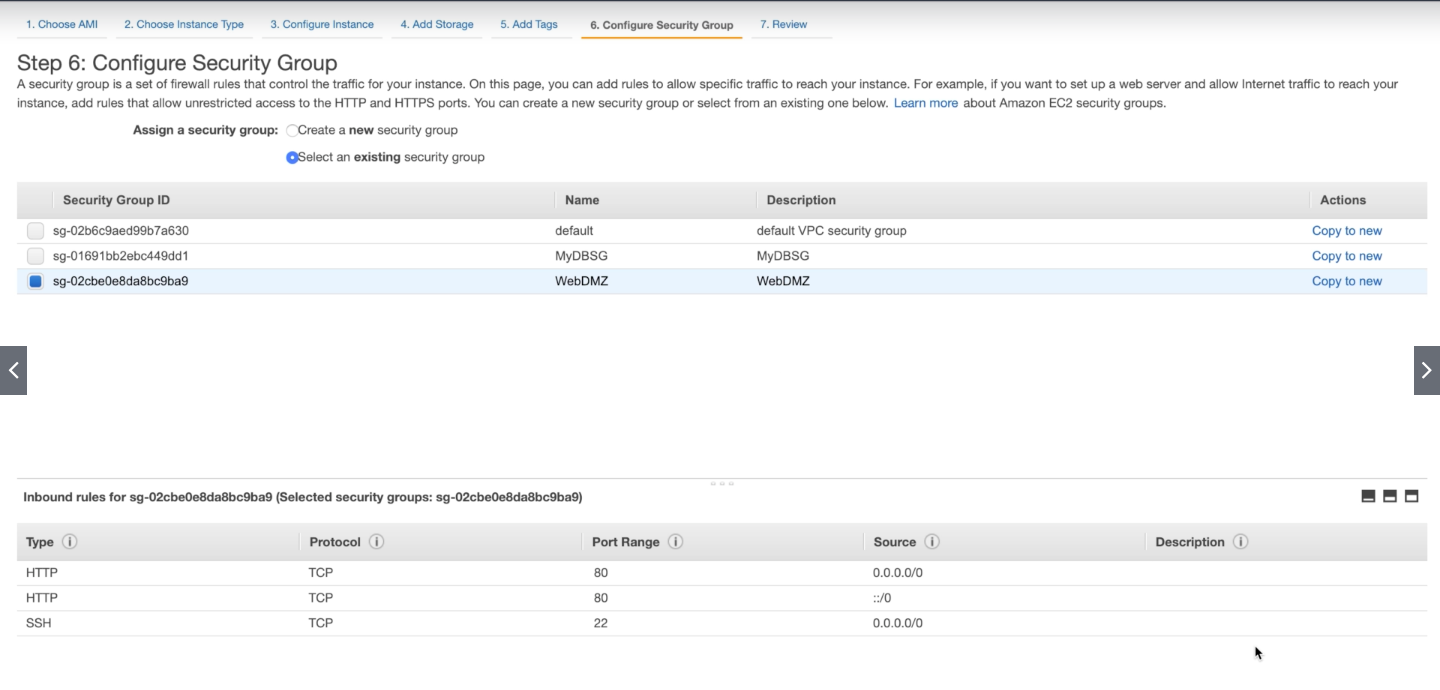 1. Choose AMI 2. Choose Instance Type 3. Configure Instance 4. Add Storage 5. Add Tags 6. Configure Security Group 7. Review
Step 6: Configure Security Group
A security group is a set of firewall rules that control the traffic for your instance. On this page, you can add rules to allow specific traffic to reach your instance. For example, if you want to set up a web server and allow Internet traffic to reach your
instance, add rules that allow unrestricted access to the HTTP and HTTPS ports. You can create a new security group or select from an existing one below. Learn more about Amazon EC2 security groups.
Assign a security group: Create a new security group
Select an existing security group
Security Group ID Name Description Actions
sg-02b6c9aed99b7a630 default default VPC security group Copy to new
sg-01691bb2ebc449dd1 MyDBSG MyDBSG Copy to new
sg-02cbe0e8da8bc9ba9 WebDMZ WebDMZ Copy to new
Inbound rules for sg-02cbe0e8da8bc9ba9 (Selected security groups: sg-02cbe0e8da8bc9ba9)
Type Protocol Port Range Source Description
HTTP TCP 80 0.0.0.0/0
HTTP TCP 80 ::/0
SSH TCP 22 0.0.0.0/0